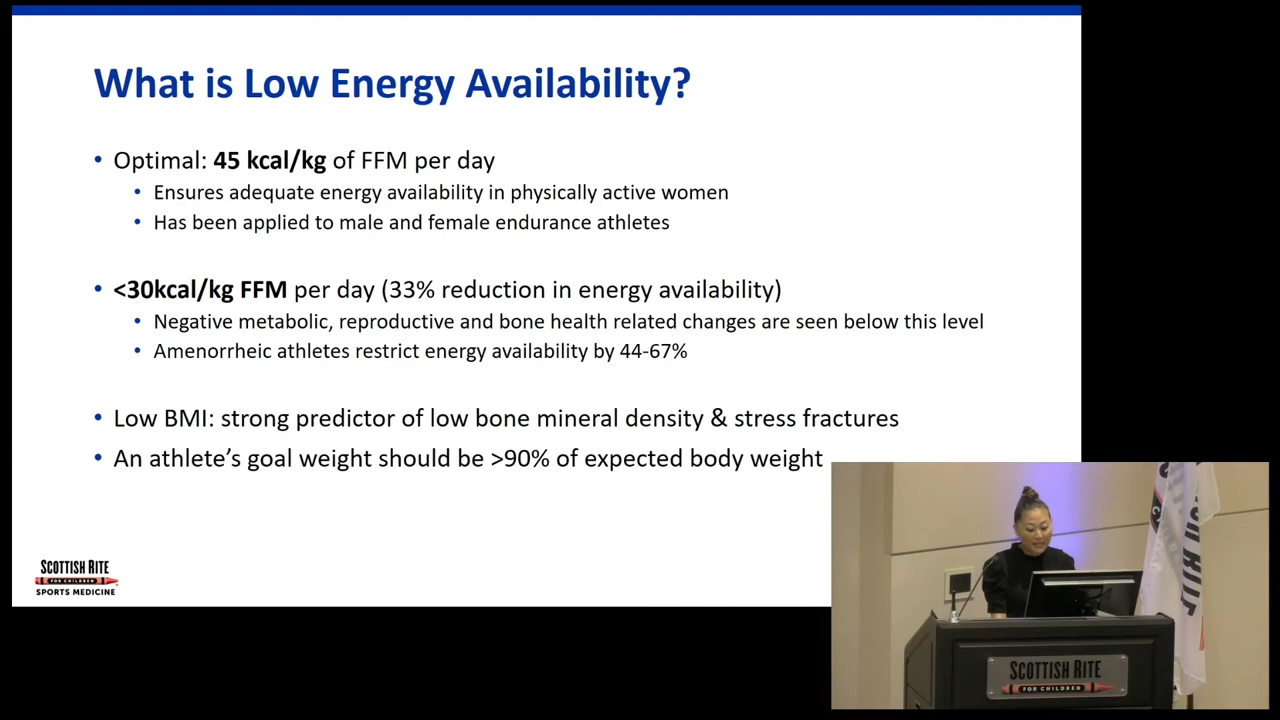 What is Low Energy Availability?
• Optimal: 45 kcal/kg of FFM per day
• Ensures adequate energy availability in physically active women
• Has been applied to male and female endurance athletes
• <30kcal/kg FFM per day (33% reduction in energy availability)
• Negative metabolic, reproductive and bone health related changes are seen below this level
• Amenorrheic athletes restrict energy availability by 44-67%
• Low BMI: strong predictor of low bone mineral density & stress fractures
• An athlete’s goal weight should be >90% of expected body weight
SCOTTISH RITE
FOR CHILDREN
SPORTS MEDICINE
SCOTTISH RITE
FOR CHILDREN